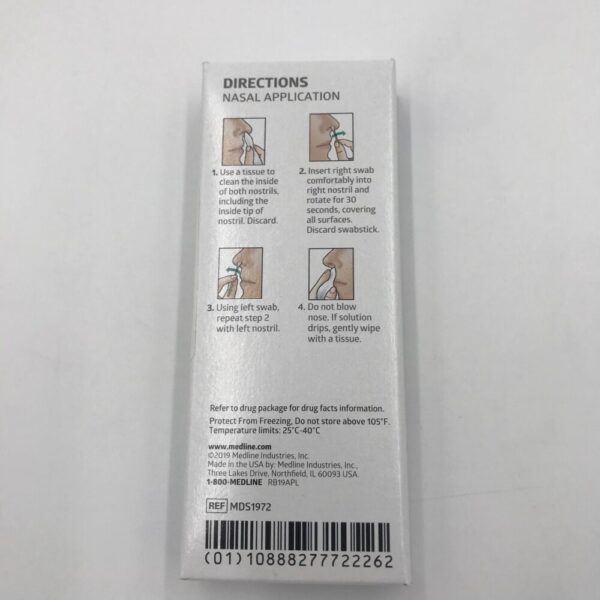 DIRECTIONS
NASAL APPLICATION
1. Use a tissue to
clean the inside
of both nostrils,
including the
inside tip of
nostril. Discard.
2. Insert right swab
comfortably into
right nostril and
rotate for 30
seconds, covering
all surfaces.
Discard swabstick.
3. Using left swab,
repeat step 2
with left nostril.
4. Do not blow
nose. If solution
drips, gently wipe
with a tissue.
Refer to drug package for drug facts information.
Protect From Freezing. Do not store above 105°F.
Temperature limits: 25°C-40°C
www.medline.com
©2019 Medline Industries, Inc.
Made in the USA by: Medline Industries, Inc.,
Three Lakes Drive, Northfield, IL 60093 USA.
1-800-MEDLINE RB19APL
REF MDS1972
(01)10888277722262